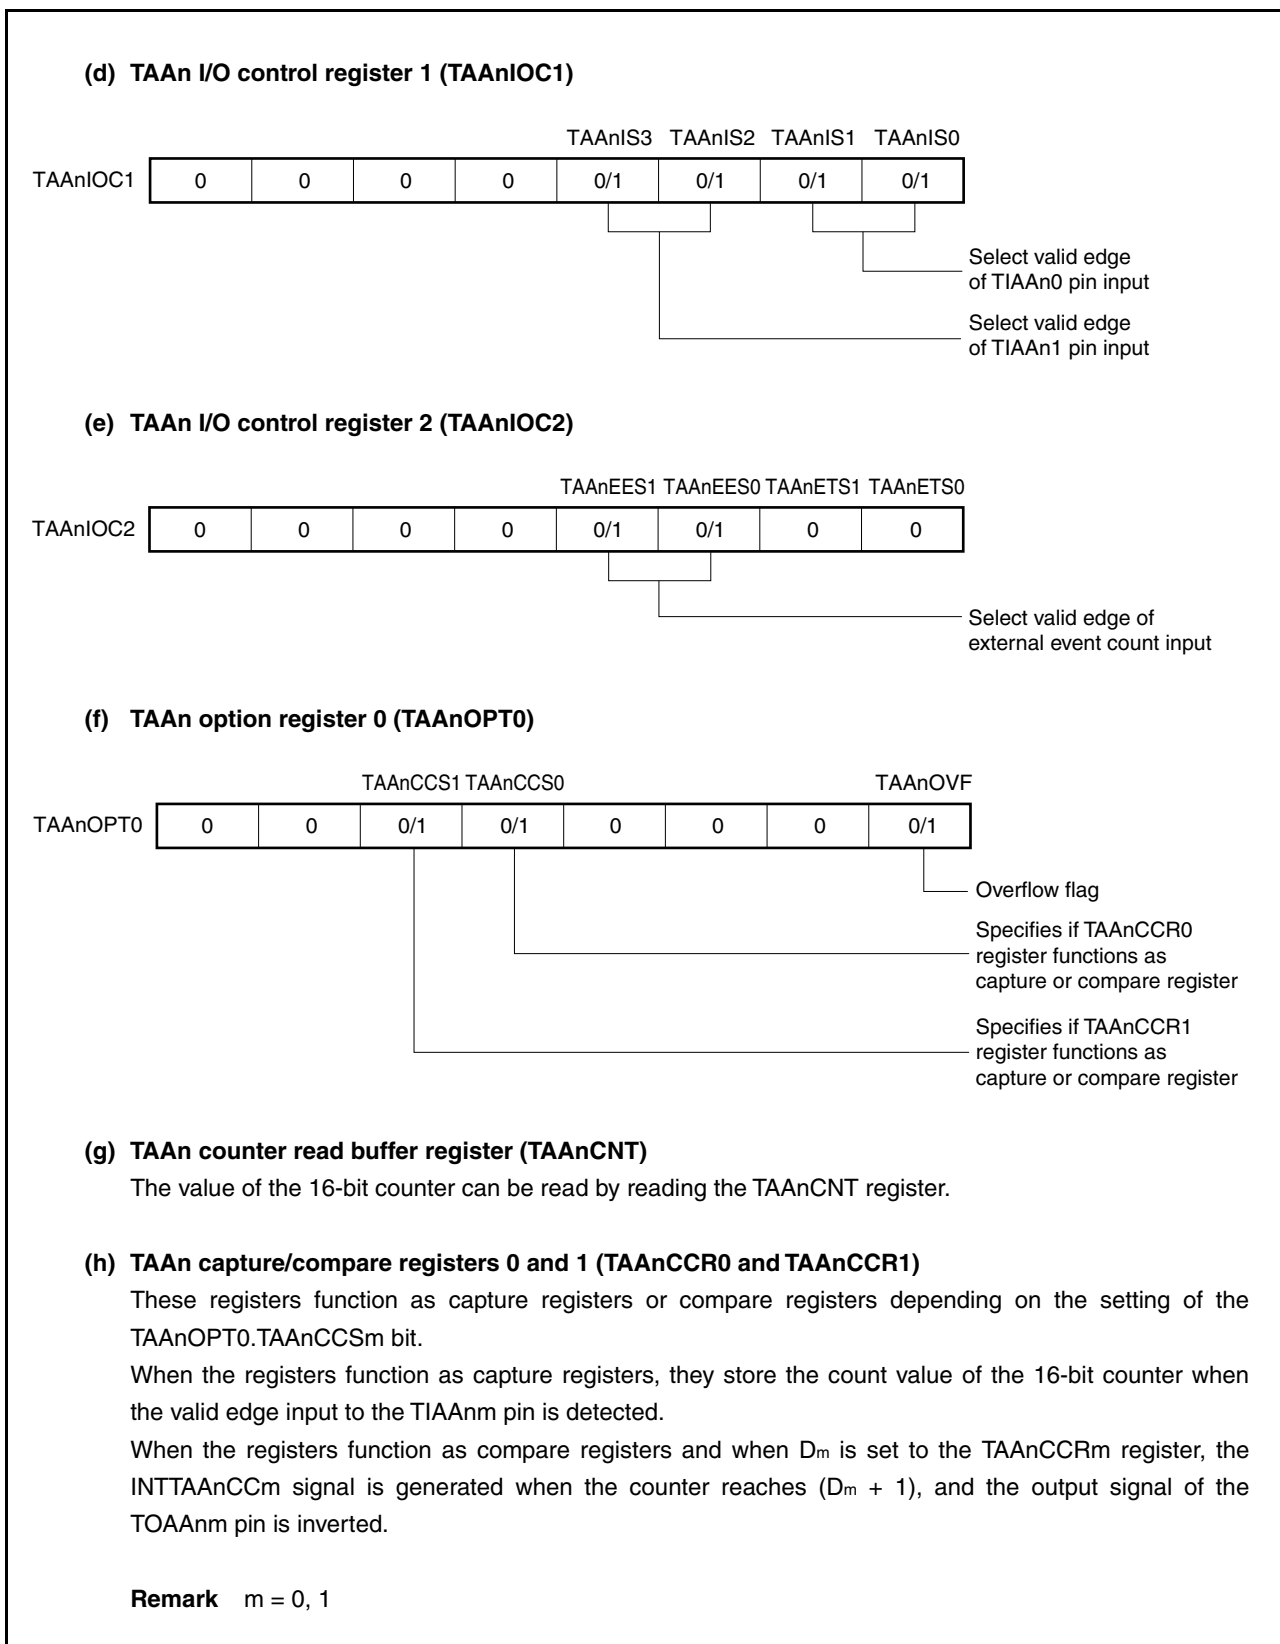 (d) TAAn I/O control register 1 (TAAnIOC1)
TAAnIS3 TAAnIS2 TAAnIS1 TAAnIS0
TAAnIOC1 0 0 0 0 0/1 0/1 0/1 0/1
Select valid edge
of TIAAn0 pin input
Select valid edge
of TIAAn1 pin input
(e) TAAn I/O control register 2 (TAAnIOC2)
TAAnEES1 TAAnEES0 TAAnETS1 TAAnETS0
TAAnIOC2 0 0 0 0 0/1 0/1 0 0
Select valid edge of
external event count input
(f) TAAn option register 0 (TAAnOPT0)
TAAnCCS1 TAAnCCS0 TAAnOVF
TAAnOPT0 0 0 0/1 0/1 0 0 0 0/1
Overflow flag
Specifies if TAAnCCR0
register functions as
capture or compare register
Specifies if TAAnCCR1
register functions as
capture or compare register
(g) TAAn counter read buffer register (TAAnCNT)
The value of the 16-bit counter can be read by reading the TAAnCNT register.
(h) TAAn capture/compare registers 0 and 1 (TAAnCCR0 and TAAnCCR1)
These registers function as capture registers or compare registers depending on the setting of the
TAAnOPT0.TAAnCCSm bit.
When the registers function as capture registers, they store the count value of the 16-bit counter when
the valid edge input to the TIAAnm pin is detected.
When the registers function as compare registers and when Dm is set to the TAAnCCRm register, the
INTTAAnCCm signal is generated when the counter reaches (Dm + 1), and the output signal of the
TOAAnm pin is inverted.
Remark m = 0, 1